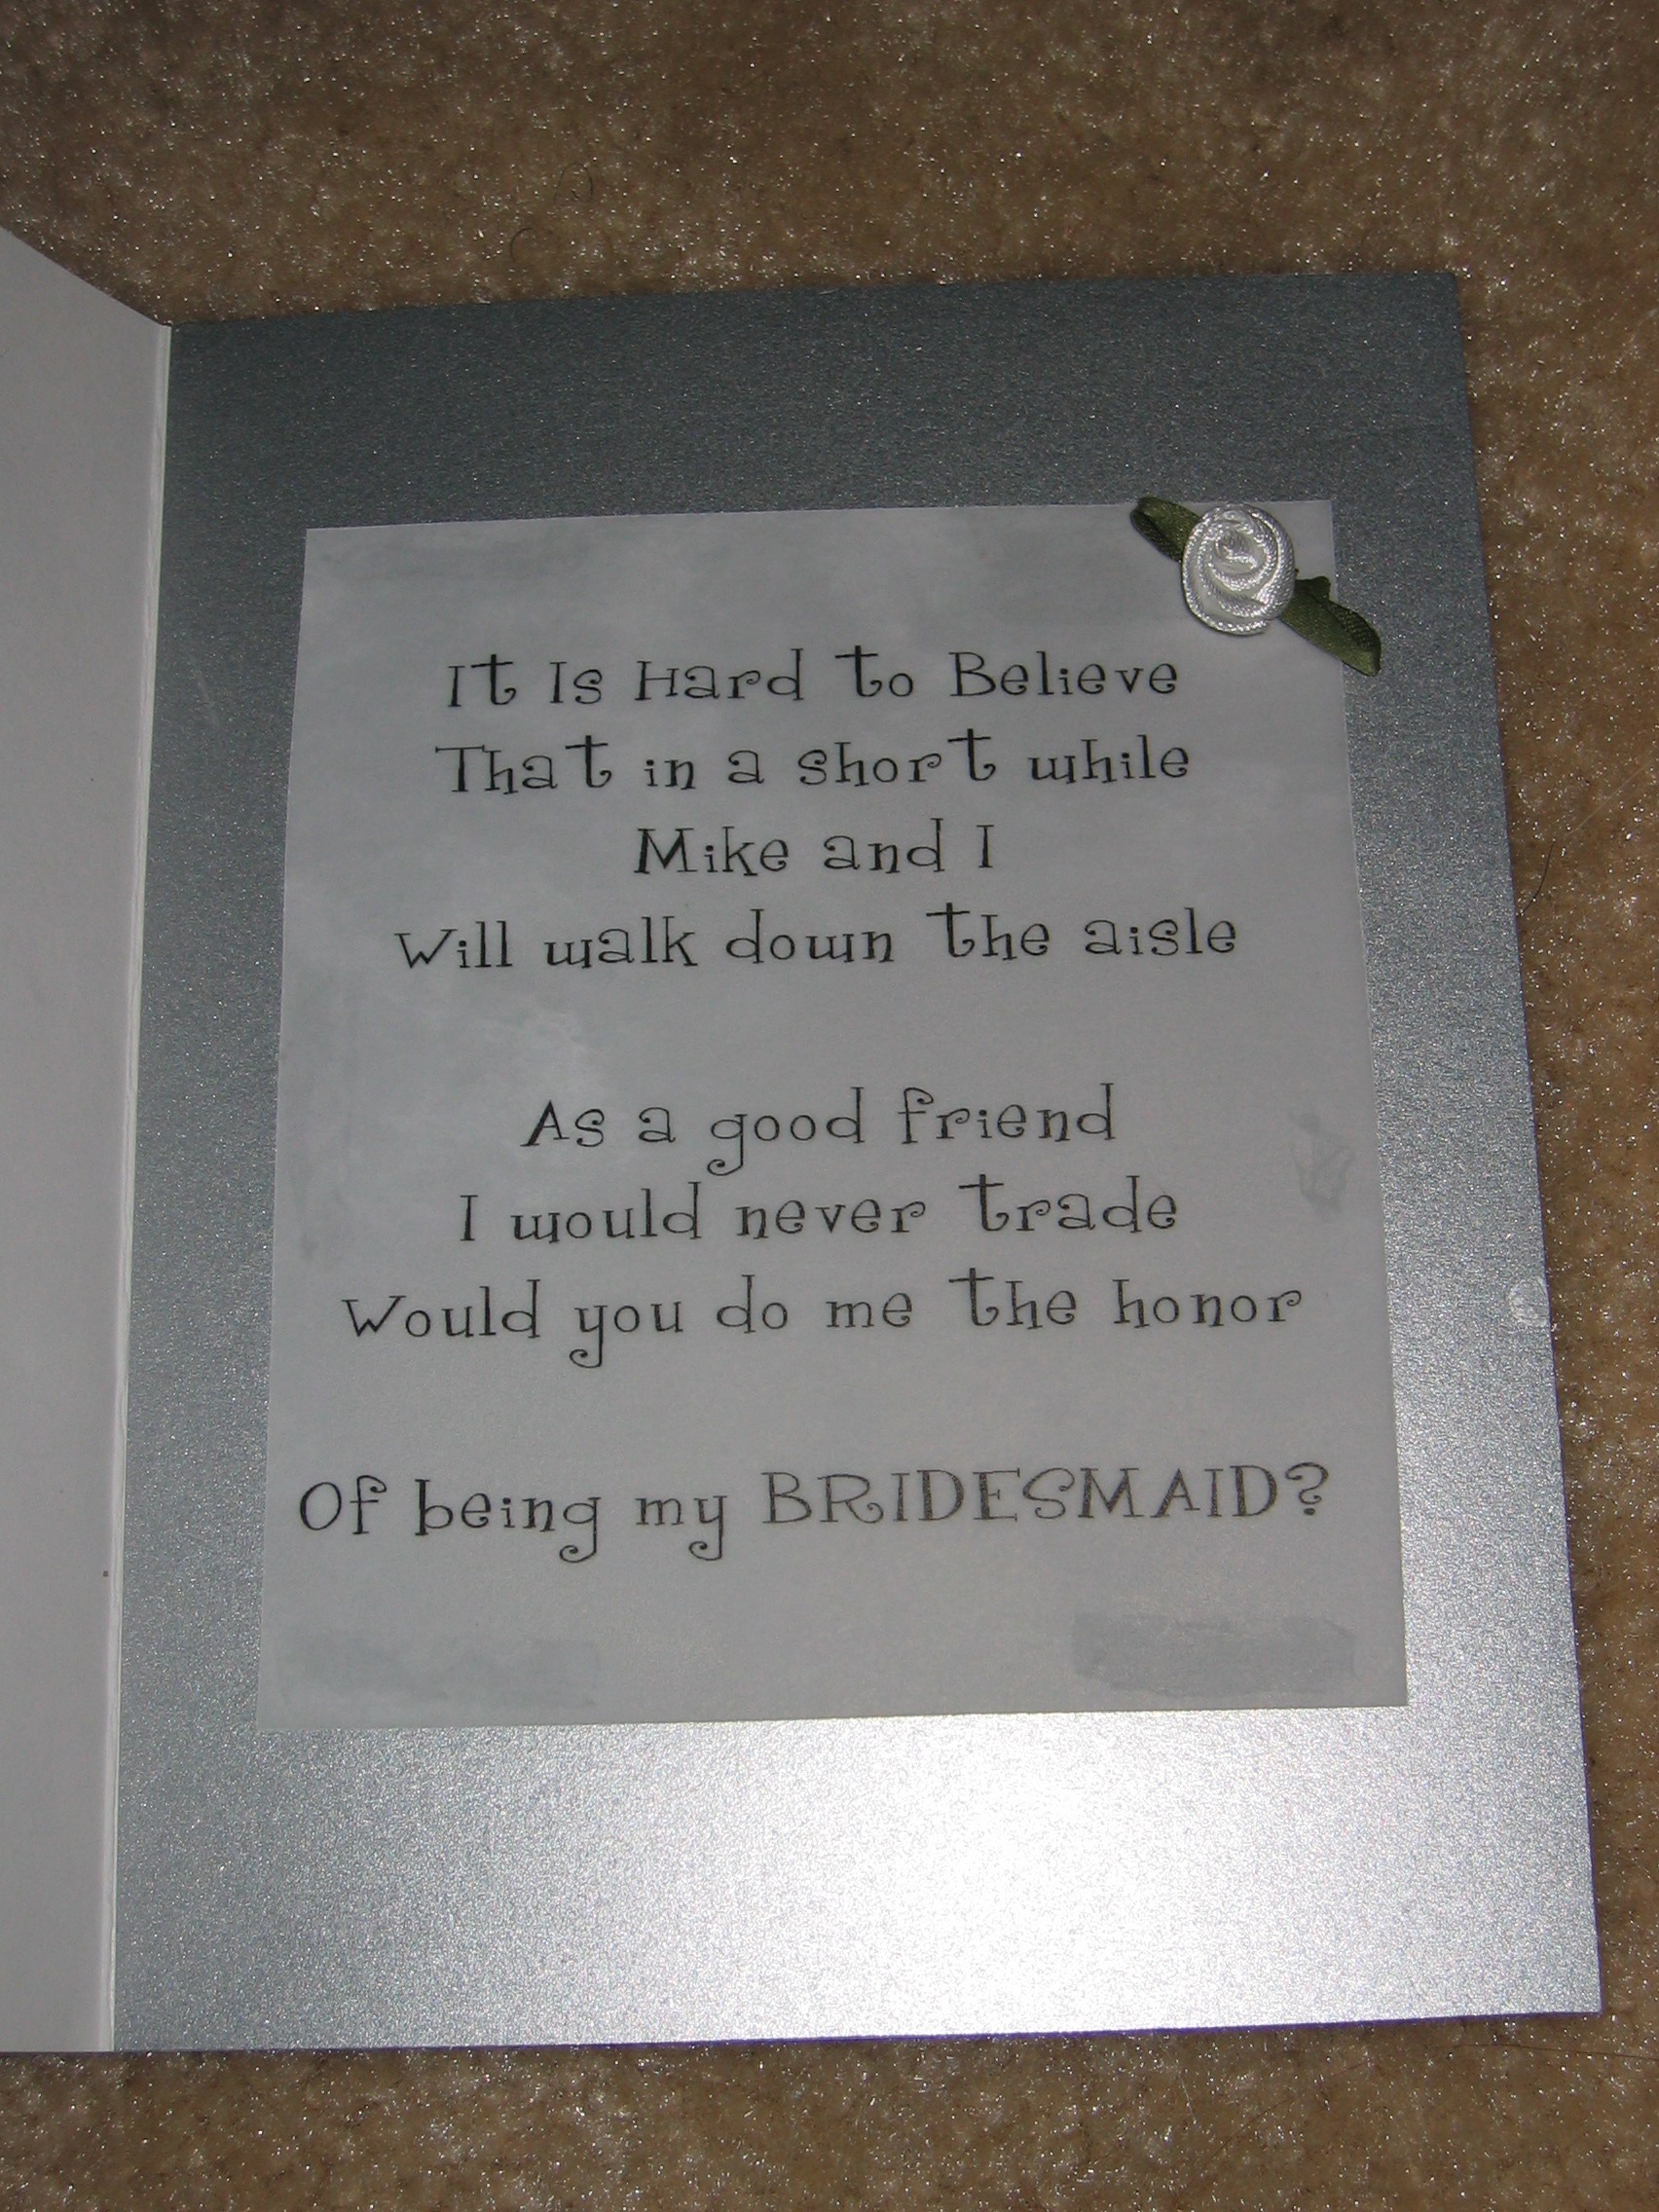 It Is Hard to Believe
That in a short while
Mike and I
Will walk down the aisle
As a good friend
I would never trade
Would you do me the honor
Of being my BRIDESMAID?